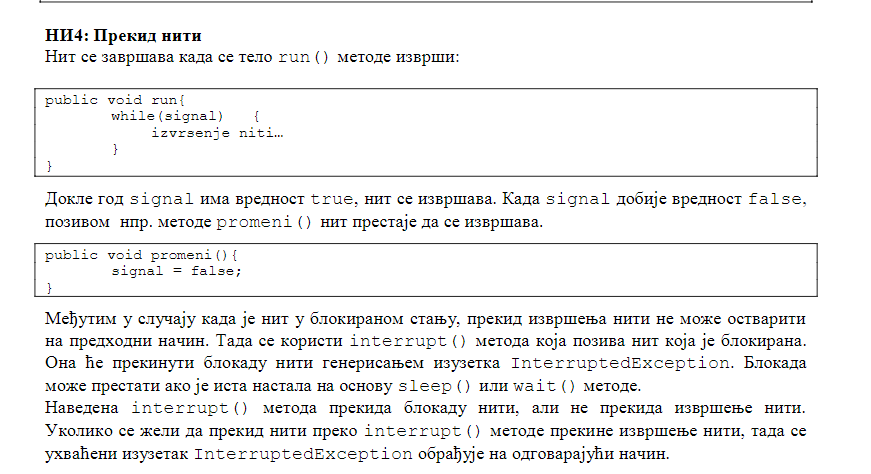 НИ4: Прекид нити
Нит се завршава када се тело run() методе изврши:
public void run{
while(signal) {
izvrsenje niti…
}
}
Докле год signal има вредност true, нит се извршава. Када signal добије вредност false,
позивом нпр. методе promeni() нит престаје да се извршава.
public void promeni(){
signal = false;
}
Међутим у случају када је нит у блокираном стању, прекид извршења нити не може остварити
на предходни начин. Тада се користи interrupt() метода која позива нит која је блокирана.
Она ће прекинути блокаду нити генерисањем изузетка InterruptedException. Блокада
може престати ако је иста настала на основу sleep() или wait() методе.
Наведена interrupt() метода прекида блокаду нити, али не прекида извршење нити.
Уколико се жели да прекид нити преко interrupt() методе прекине извршење нити, тада се
ухваћени изузетак InterruptedException обрађује на одговарајући начин.